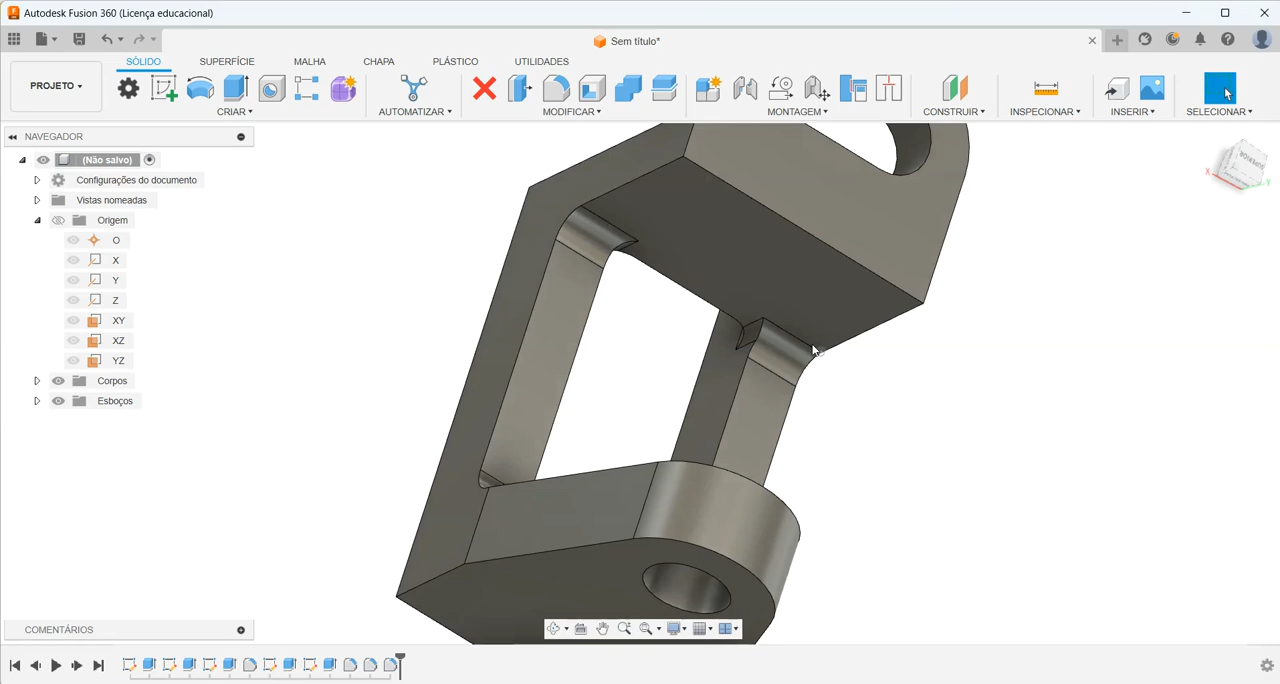 Autodesk Fusion 360 (Licença educacional)
Sem título*
SÓLIDO SUPERFÍCIE MALHA CHAPA PLÁSTICO UTILIDADES
PROJETO
CRIAR AUTOMATIZAR MODIFICAR MONTAGEM CONSTRUIR INSPECIONAR INSERIR SELECIONAR
NAVEGADOR
(Não salvo)
Configurações do documento
Vistas nomeadas
Origem
O
X
Y
Z
XY
XZ
YZ
Corpos
Esboços
X
Y
COMENTÁRIOS